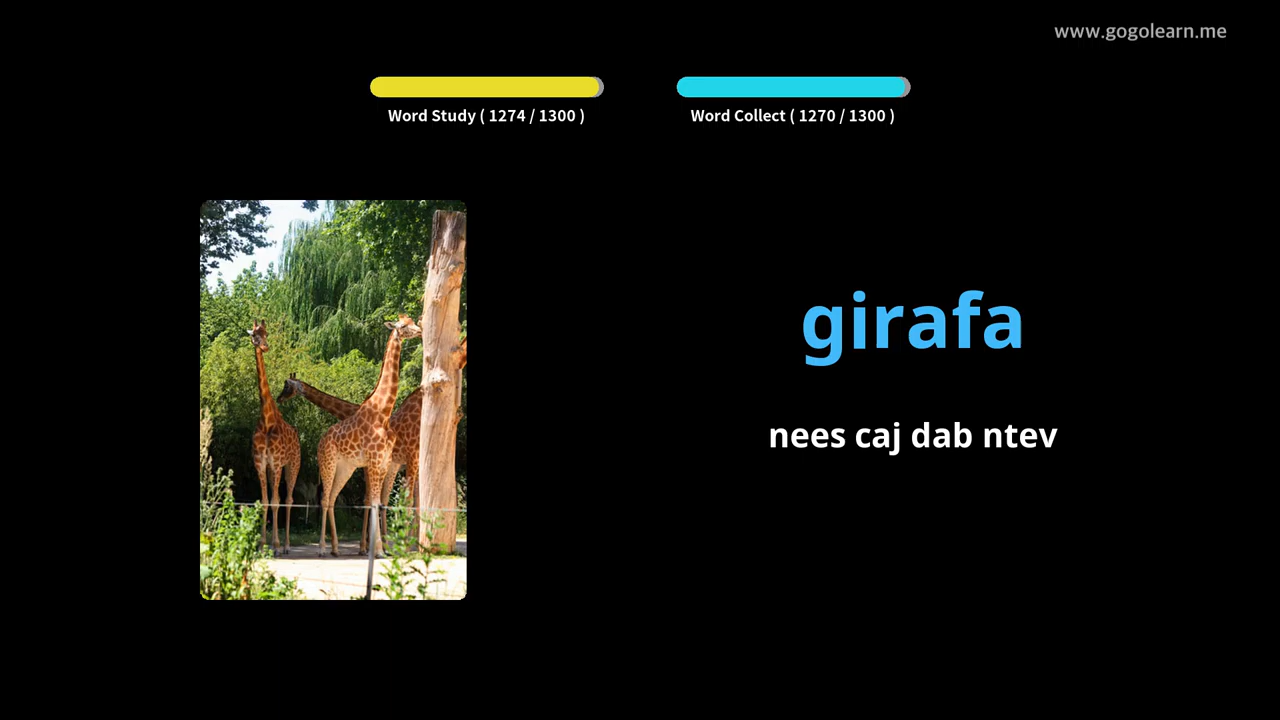 www.gogolearn.me
Word Study ( 1274 / 1300 )
Word Collect ( 1270 / 1300 )
girafa
nees caj dab ntev